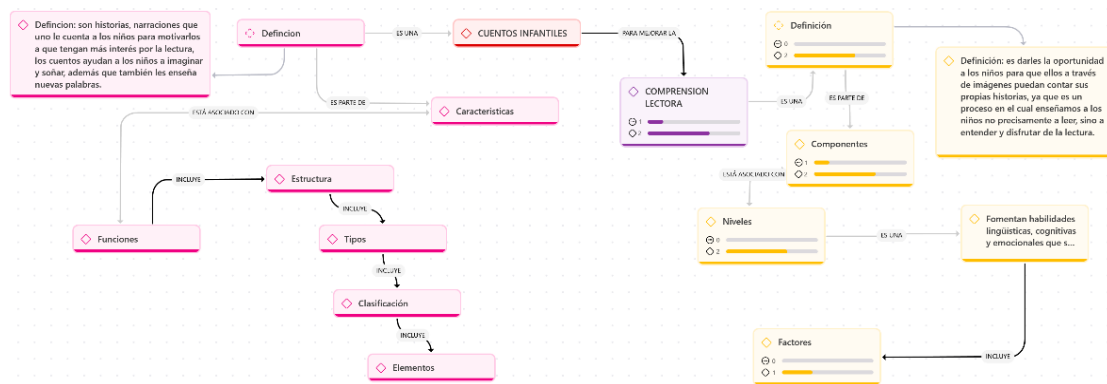 Defincion: son historias, narraciones que
uno le cuenta a los niños para motivarlos
a que tengan más interés por la lectura,
los cuentos ayudan a los niños a imaginar
y soñar, además que también les enseña
nuevas palabras.
Defincion
ES UNA
CUENTOS INFANTILES
PARA MEJORAR LA
COMPRENSION
LECTORA
1
2
ES UNA
Definición
0
2
Definición: es darles la oportunidad
a los niños para que ellos a través
de imágenes puedan contar sus
propias historias, ya que es un
proceso en el cual enseñamos a los
niños no precisamente a leer, sino a
entender y disfrutar de la lectura.
ES PARTE DE
Caracteristicas
ESTÁ ASOCIADO CON
ES PARTE DE
Componentes
1
2
ESTÁ ASOCIADO CON
INCLUYE
Estructura
INCLUYE
Funciones
Tipos
INCLUYE
Clasificación
INCLUYE
Elementos
Niveles
0
2
ES UNA
Fomentan habilidades
lingüísticas, cognitivas
y emocionales que s...
INCLUYE
Factores
0
1